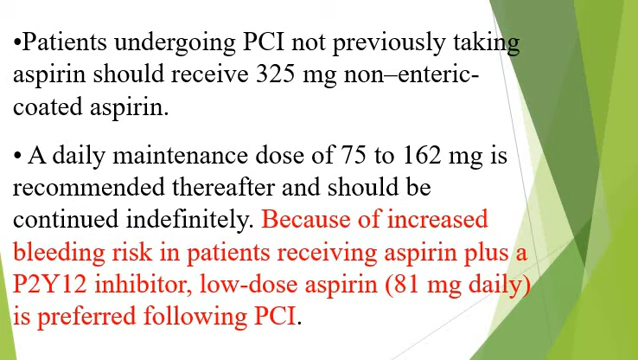 •Patients undergoing PCI not previously taking
aspirin should receive 325 mg non–enteric-
coated aspirin.
• A daily maintenance dose of 75 to 162 mg is
recommended thereafter and should be
continued indefinitely. Because of increased
bleeding risk in patients receiving aspirin plus a
P2Y12 inhibitor, low-dose aspirin (81 mg daily)
is preferred following PCI.